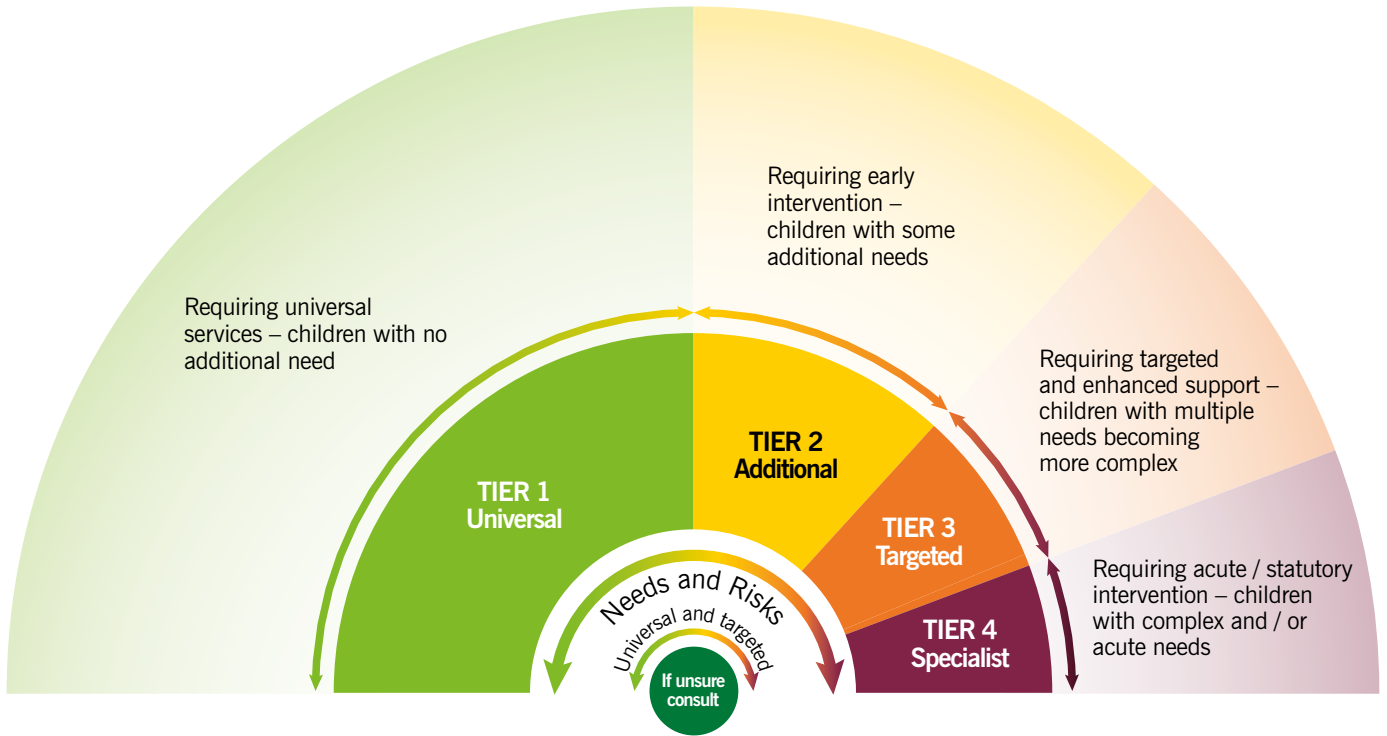 Requiring universal
services – children with no
additional need
Requiring early
intervention –
children with some
additional needs
Requiring targeted
and enhanced support –
children with multiple
needs becoming
more complex
Requiring acute / statutory
intervention – children
with complex and / or
acute needs
TIER 1
Universal
TIER 2
Additional
TIER 3
Targeted
TIER 4
Specialist
Needs and Risks
Universal and targeted
If unsure
consult